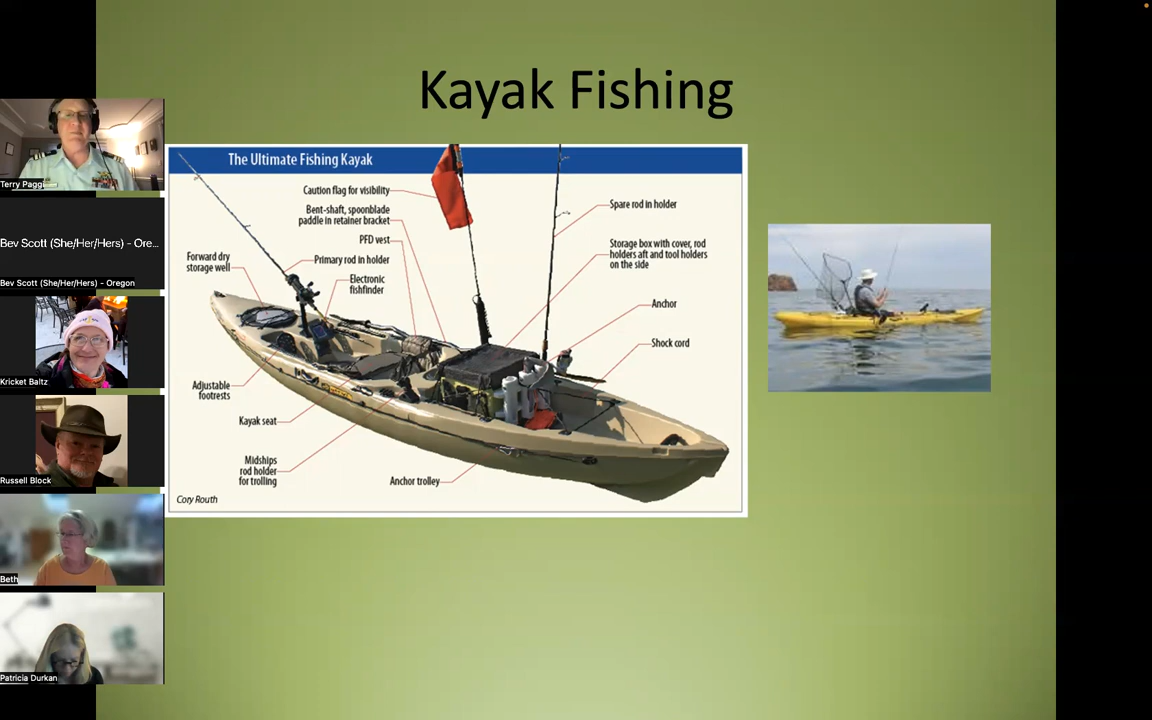 Kayak Fishing
The Ultimate Fishing Kayak
Caution flag for visibility
Bent-shaft, spoonblade
paddle in retainer bracket
PFD vest
Primary rod in holder
Electronic
fishfinder
Forward dry
storage well
Spare rod in holder
Storage box with cover, rod
holders aft and tool holders
on the side
Anchor
Shock cord
Adjustable
footrests
Kayak seat
Midships
rod holder
for trolling
Anchor trolley
Cory Routh
Terry Paggi
Bev Scott (She/Her/Hers) - Ore...
Bev Scott (She/Her/Hers) - Oregon
Kricket Baltz
Russell Block
Beth
Patricia Durkan